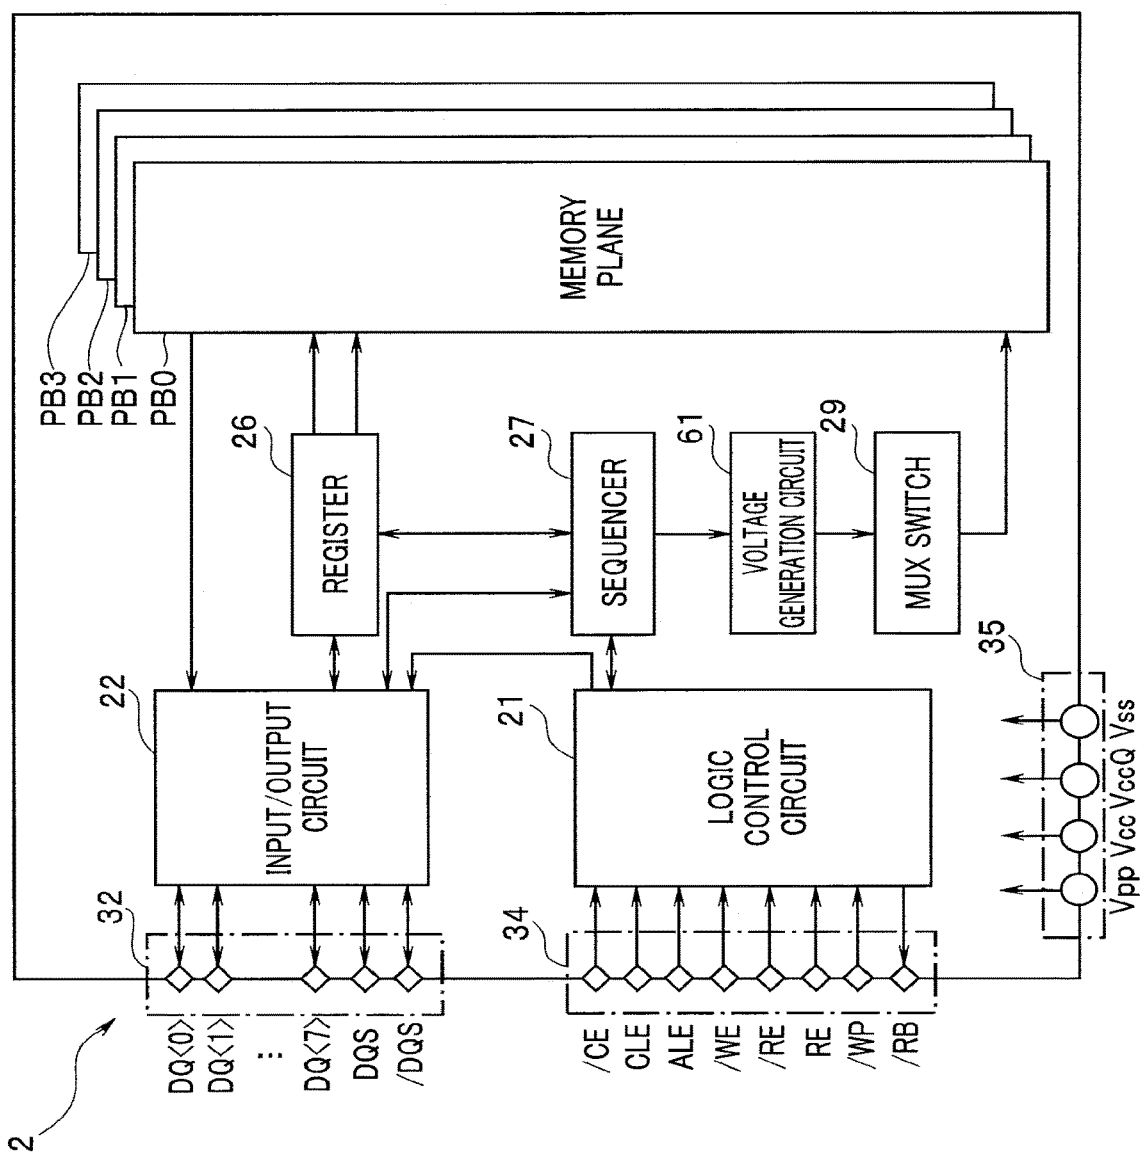 2
32
DQ<0>
DQ<1>
...
DQ<7>
DQS
/DQS
22
INPUT/OUTPUT
CIRCUIT
26
REGISTER
PB3
PB2
PB1
PB0
MEMORY
PLANE
34
/CE
CLE
ALE
/WE
/RE
RE
/WP
/RB
21
LOGIC
CONTROL
CIRCUIT
27
SEQUENCER
61
VOLTAGE
GENERATION CIRCUIT
29
MUX SWITCH
35
Vpp Vcc VccQ Vss